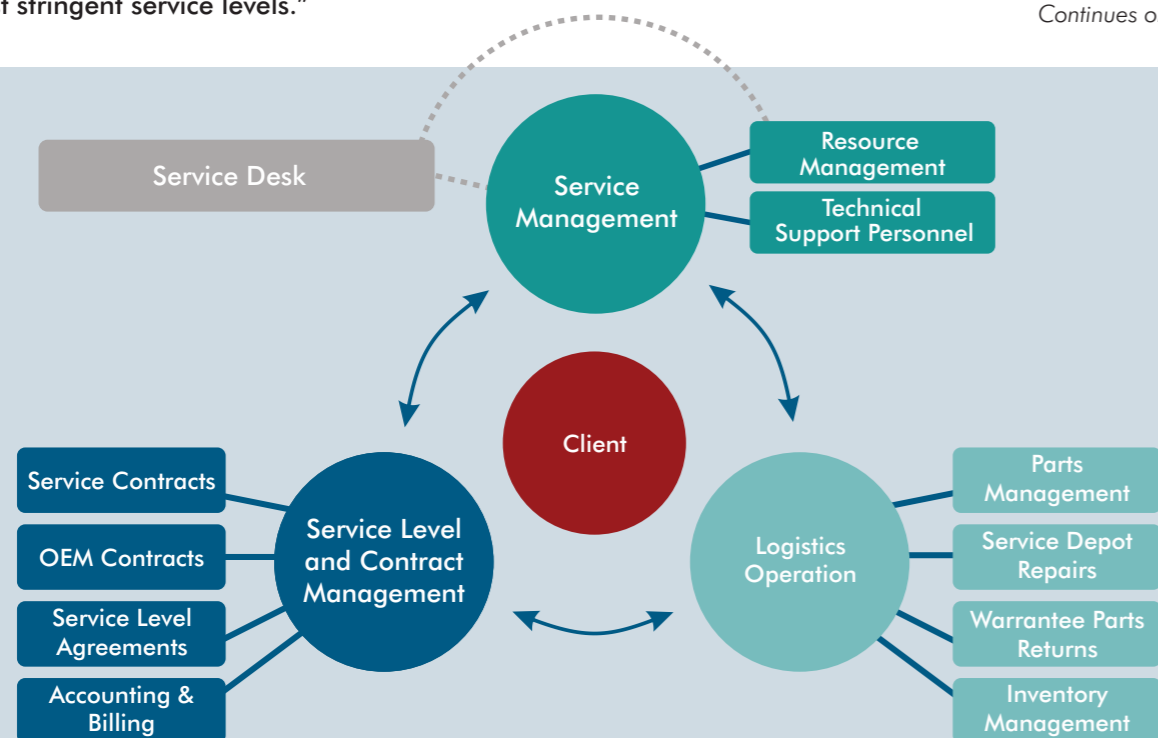 stringent service levels.”
Continues
Service Desk
Service
Management
Resource
Management
Technical
Support Personnel
Client
Service Contracts
OEM Contracts
Service Level
Agreements
Accounting &
Billing
Service Level
and Contract
Management
Logistics
Operation
Parts
Management
Service Depot
Repairs
Warrantee Parts
Returns
Inventory
Management